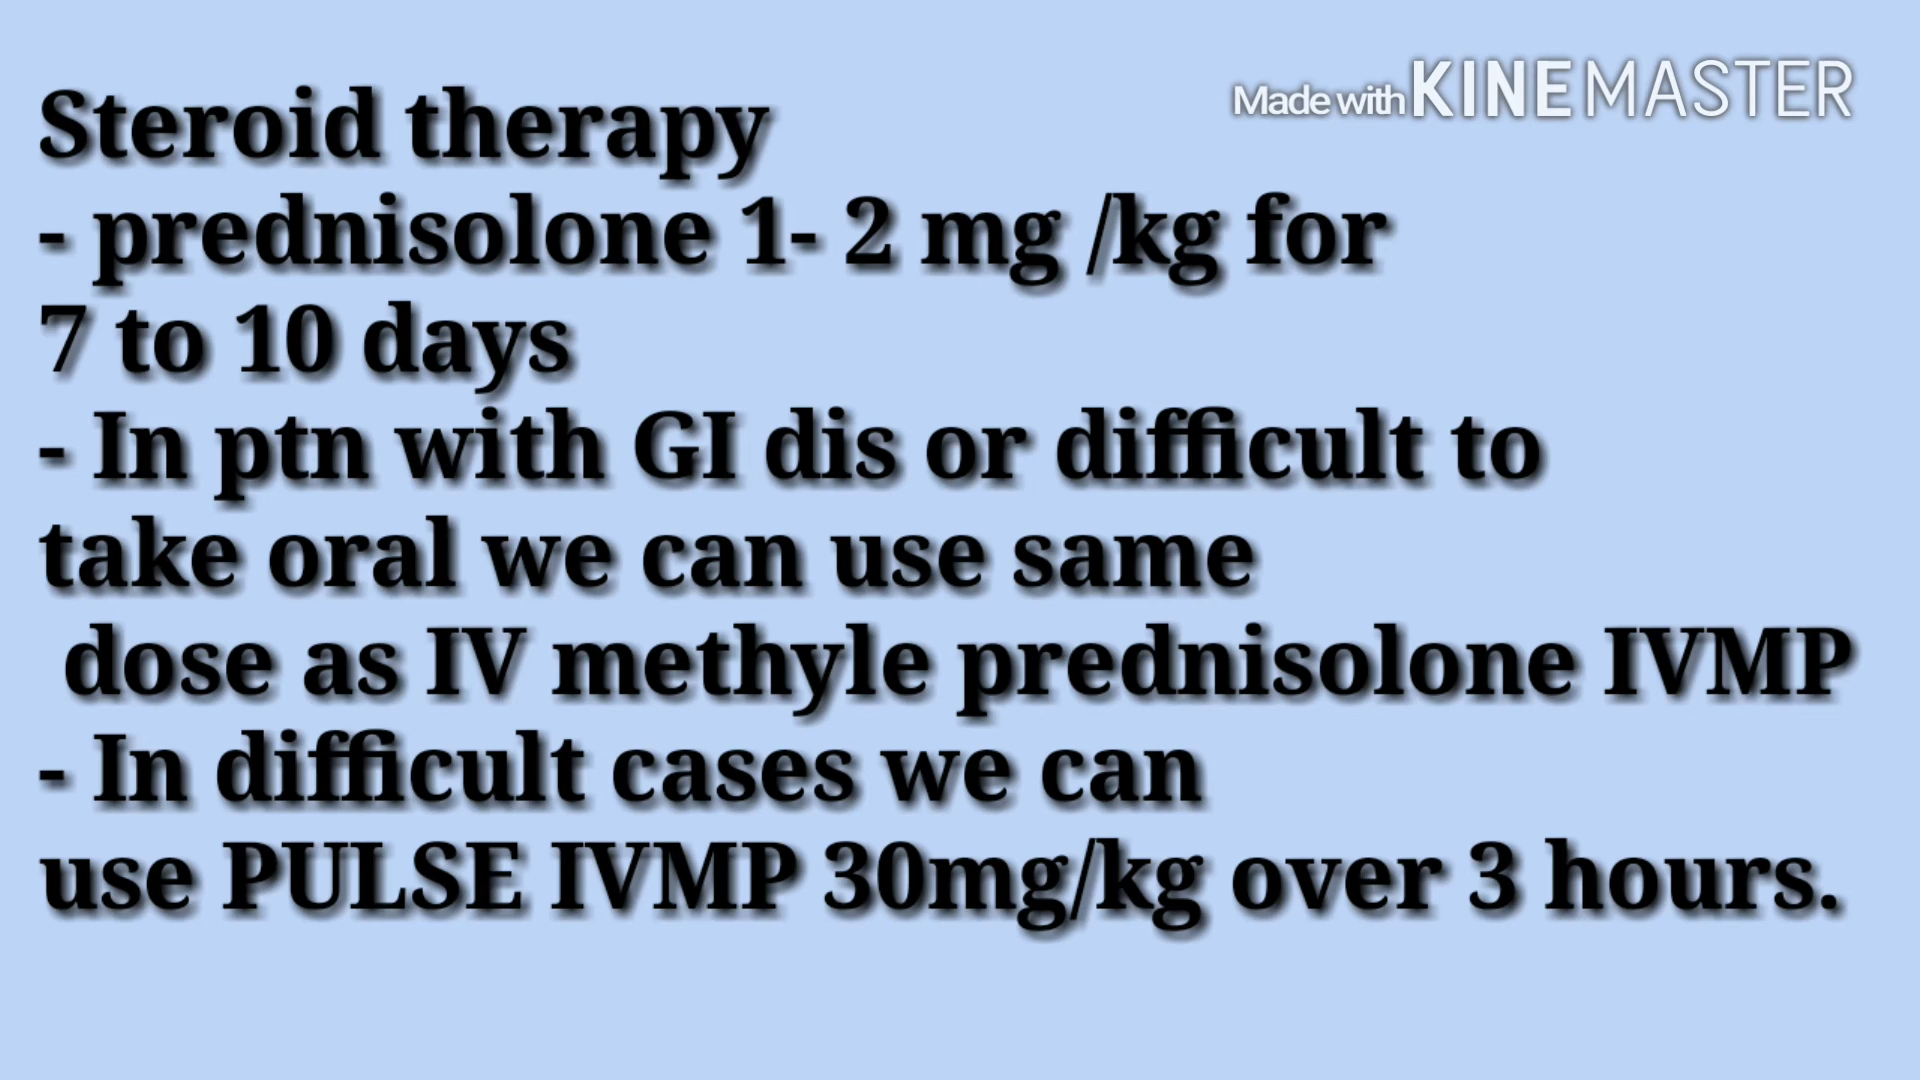 Made with KINEMASTER
Steroid therapy
- prednisolone 1- 2 mg /kg for
7 to 10 days
- In ptn with GI dis or difficult to
take oral we can use same
dose as IV methyle prednisolone IVMP
- In difficult cases we can
use PULSE IVMP 30mg/kg over 3 hours.